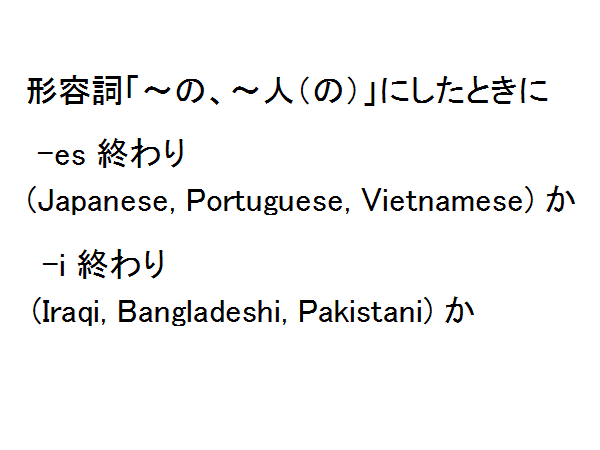 形容詞「～の、～人（の）」にしたときに
-es 終わり
(Japanese, Portuguese, Vietnamese) か
-i 終わり
(Iraqi, Bangladeshi, Pakistani) か